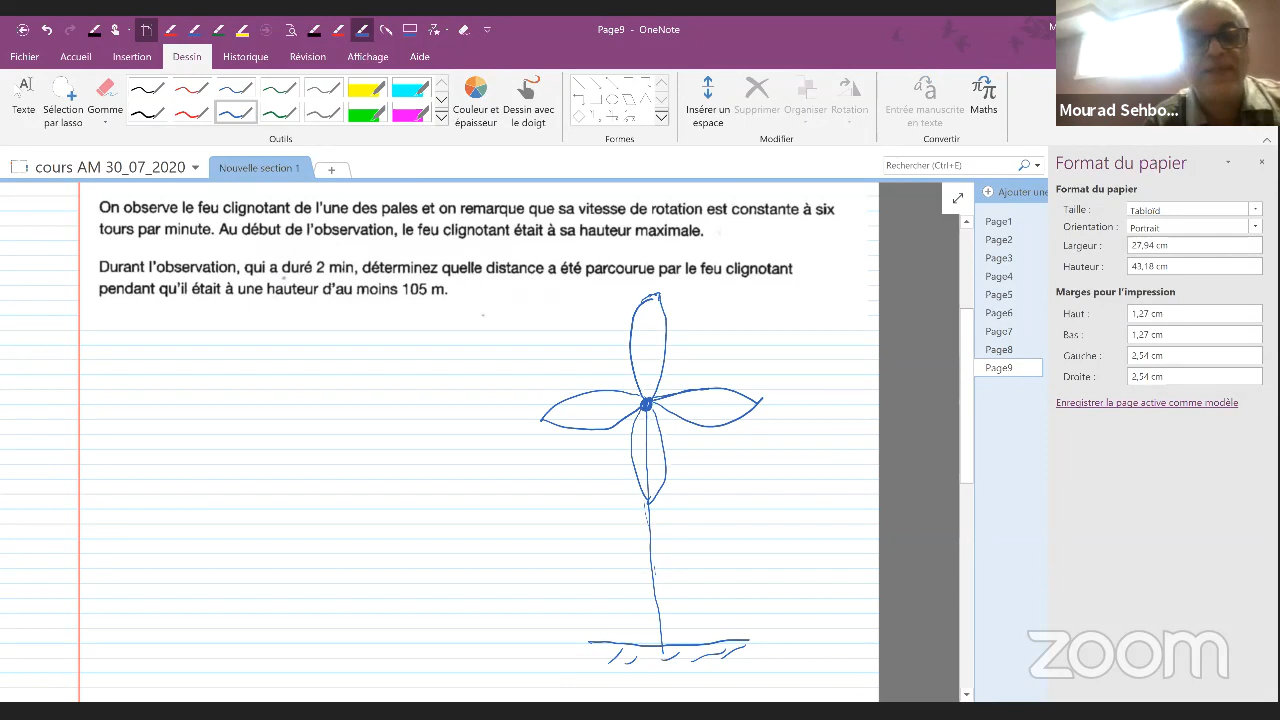 Page9 - OneNote
M
Fichier
Accueil
Insertion
Dessin
Historique
Révision
Affichage
Aide
Texte
Sélection par lasso
Gomme
Couleur et épaisseur
Dessin avec le doigt
Insérer un espace
Supprimer
Organiser
Rotation
Entrée manuscrite en texte
Maths
Outils
Formes
Modifier
Convertir
Mourad Sehbo...
cours AM 30_07_2020
Nouvelle section 1
+
Rechercher (Ctrl+E)
On observe le feu clignotant de l'une des pales et on remarque que sa vitesse de rotation est constante à six
tours par minute. Au début de l'observation, le feu clignotant était à sa hauteur maximale.
Durant l'observation, qui a duré 2 min, déterminez quelle distance a été parcourue par le feu clignotant
pendant qu'il était à une hauteur d'au moins 105 m.
Ajouter une
Page1
Page2
Page3
Page4
Page5
Page6
Page7
Page8
Page9
Format du papier
Format du papier
Taille : Tabloïd
Orientation : Portrait
Largeur : 27,94 cm
Hauteur : 43,18 cm
Marges pour l'impression
Haut : 1,27 cm
Bas : 1,27 cm
Gauche : 2,54 cm
Droite : 2,54 cm
Enregistrer la page active comme modèle
zoom